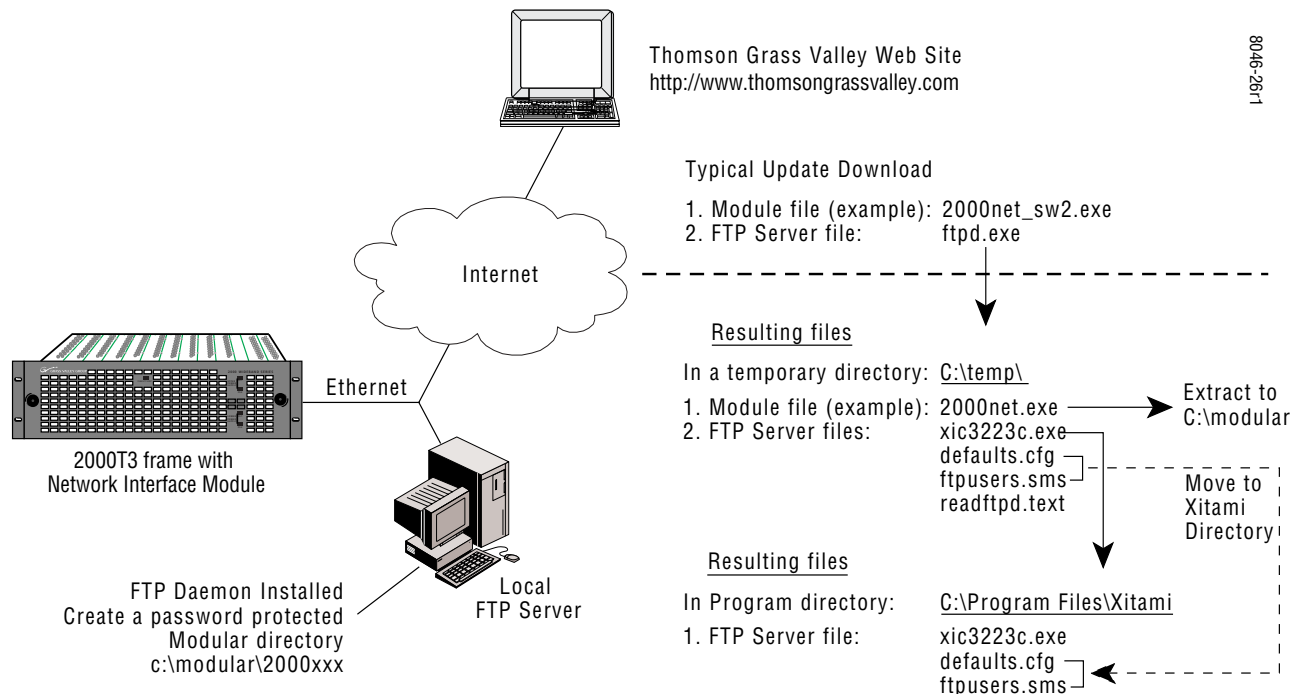 Thomson Grass Valley Web Site
http://www.thomsongrassvalley.com
8046-26r1
Typical Update Download
1. Module file (example): 2000net_sw2.exe
2. FTP Server file: ftpd.exe
Internet
Ethernet
2000T3 frame with
Network Interface Module
Local
FTP Server
FTP Daemon Installed
Create a password protected
Modular directory
c:\modular\2000xxx
Resulting files
In a temporary directory: C:\temp\
1. Module file (example): 2000net.exe
2. FTP Server files: xic3223c.exe
defaults.cfg
ftpusers.sms
readftpd.text
Extract to
C:\modular
Move to
Xitami
Directory
Resulting files
In Program directory: C:\Program Files\Xitami
1. FTP Server file: xic3223c.exe
defaults.cfg
ftpusers.sms